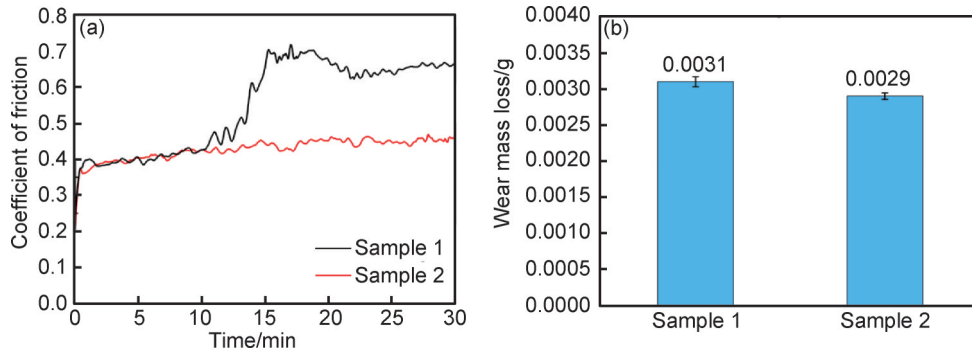 (a)
Coefficient of friction
0.8
0.7
0.6
0.5
0.4
0.3
0.2
0.1
0.0
0 5 10 15 20 25 30
Time/min
Sample 1
Sample 2
(b)
Wear mass loss/g
0.0040
0.0035
0.0030
0.0025
0.0020
0.0015
0.0010
0.0005
0.0000
0.0031
0.0029
Sample 1 Sample 2